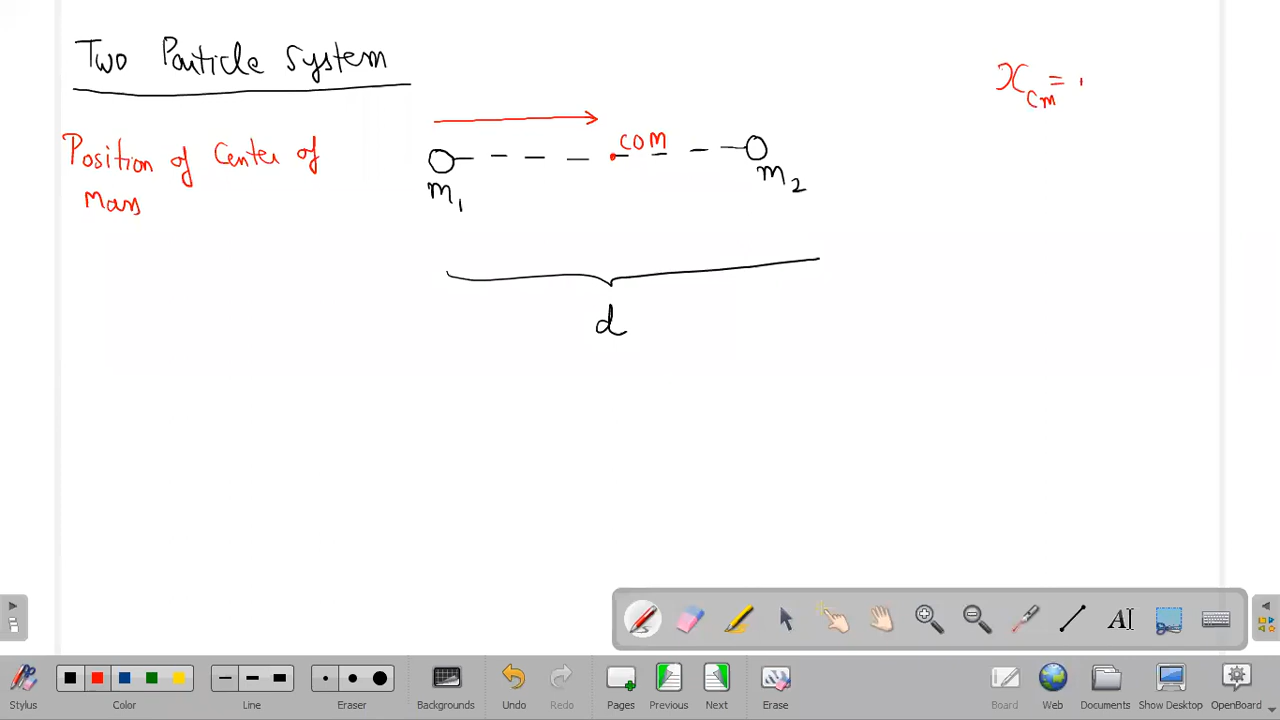 Two Particle System
Position of Center of
Mass
com
m₁
m₂
d
x_cm =
Stylus
Color
Line
Eraser
Backgrounds
Undo
Redo
Pages
Previous
Next
Erase
Board
Web
Documents
Show Desktop
OpenBoard